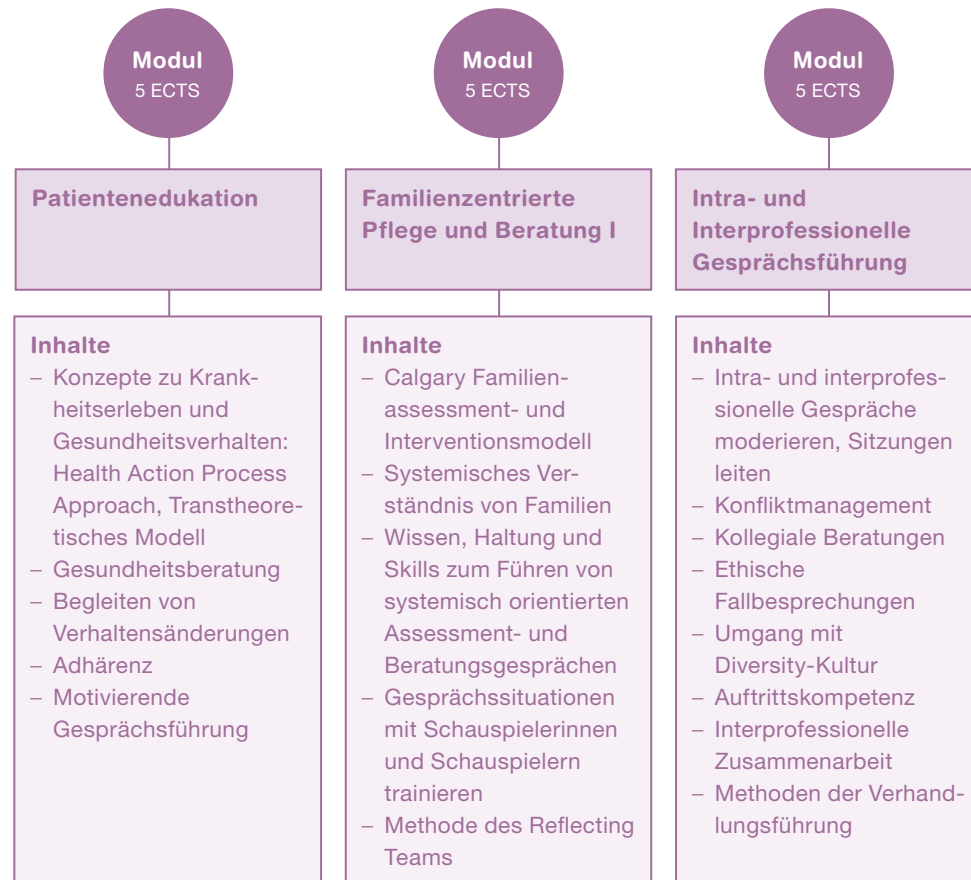 Modul
5 ECTS
Patientenedukation
Inhalte
– Konzepte zu Krank-
heitserleben und
Gesundheitsverhalten:
Health Action Process
Approach, Transtheore-
tisches Modell
– Gesundheitsberatung
– Begleiten von
Verhaltensänderungen
– Adhärenz
– Motivierende
Gesprächsführung
Modul
5 ECTS
Familienzentrierte
Pflege und Beratung I
Inhalte
– Calgary Familien-
assessment- und
Interventionsmodell
– Systemisches Ver-
ständnis von Familien
– Wissen, Haltung und
Skills zum Führen von
systemisch orientierten
Assessment- und
Beratungsgesprächen
– Gesprächssituationen
mit Schauspielerinnen
und Schauspielern
trainieren
– Methode des Reflecting
Teams
Modul
5 ECTS
Intra- und
Interprofessionelle
Gesprächsführung
Inhalte
– Intra- und interprofes-
sionelle Gespräche
moderieren, Sitzungen
leiten
– Konfliktmanagement
– Kollegiale Beratungen
– Ethische
Fallbesprechungen
– Umgang mit
Diversity-Kultur
– Auftrittskompetenz
– Interprofessionelle
Zusammenarbeit
– Methoden der Verhand-
lungsführung